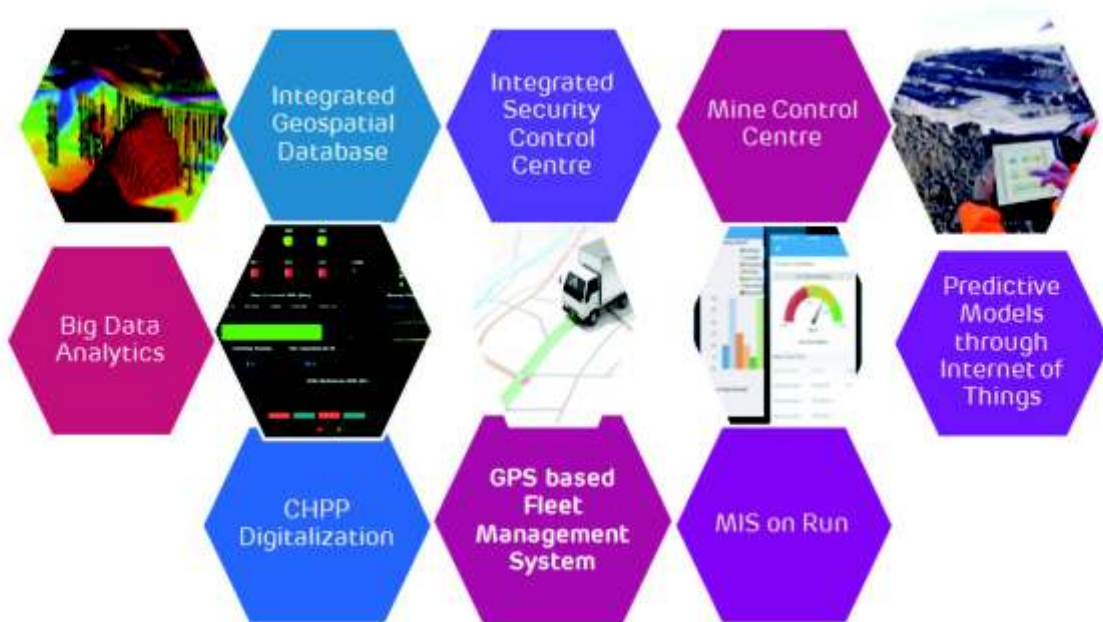 Integrated
Geospatial
Database
Integrated
Security
Control
Centre
Mine Control
Centre
Big Data
Analytics
Predictive
Models
through
Internet of
Things
CHPP
Digitalization
GPS based
Fleet
Management
System
MIS on Run